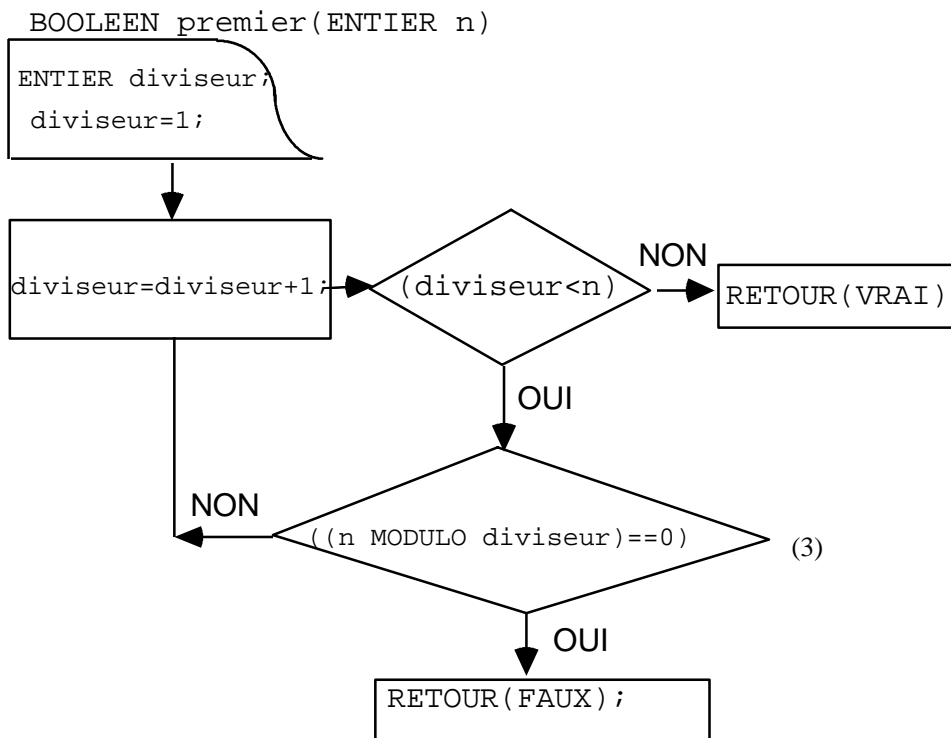 BOOLEEN premier(ENTIER n)
ENTIER diviseur;
diviseur=1;
diviseur=diviseur+1;
(diviseur<n)
NON
RETOUR(VRAI)
OUI
NON
((n MODULO diviseur)==0)
(3)
OUI
RETOUR(FAUX);